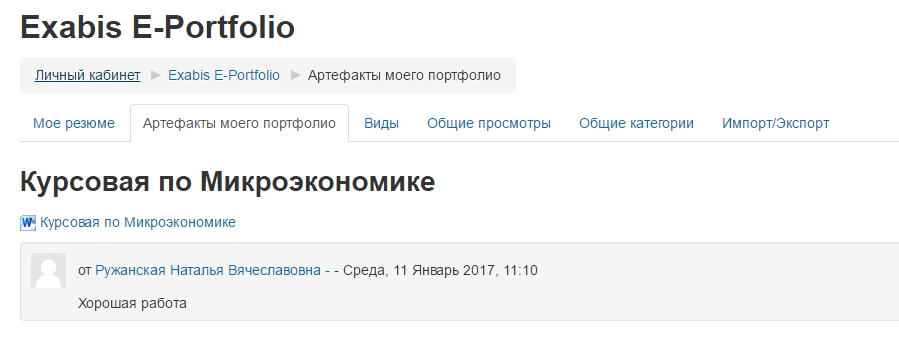 Exabis E-Portfolio
Личный кабинет ► Exabis E-Portfolio ► Артефакты моего портфолио
Мое резюме Артефакты моего портфолио Виды Общие просмотры Общие категории Импорт/Экспорт
Курсовая по Микроэкономике
Курсовая по Микроэкономике
от Ружанская Наталья Вячеславовна - - Среда, 11 Январь 2017, 11:10
Хорошая работа